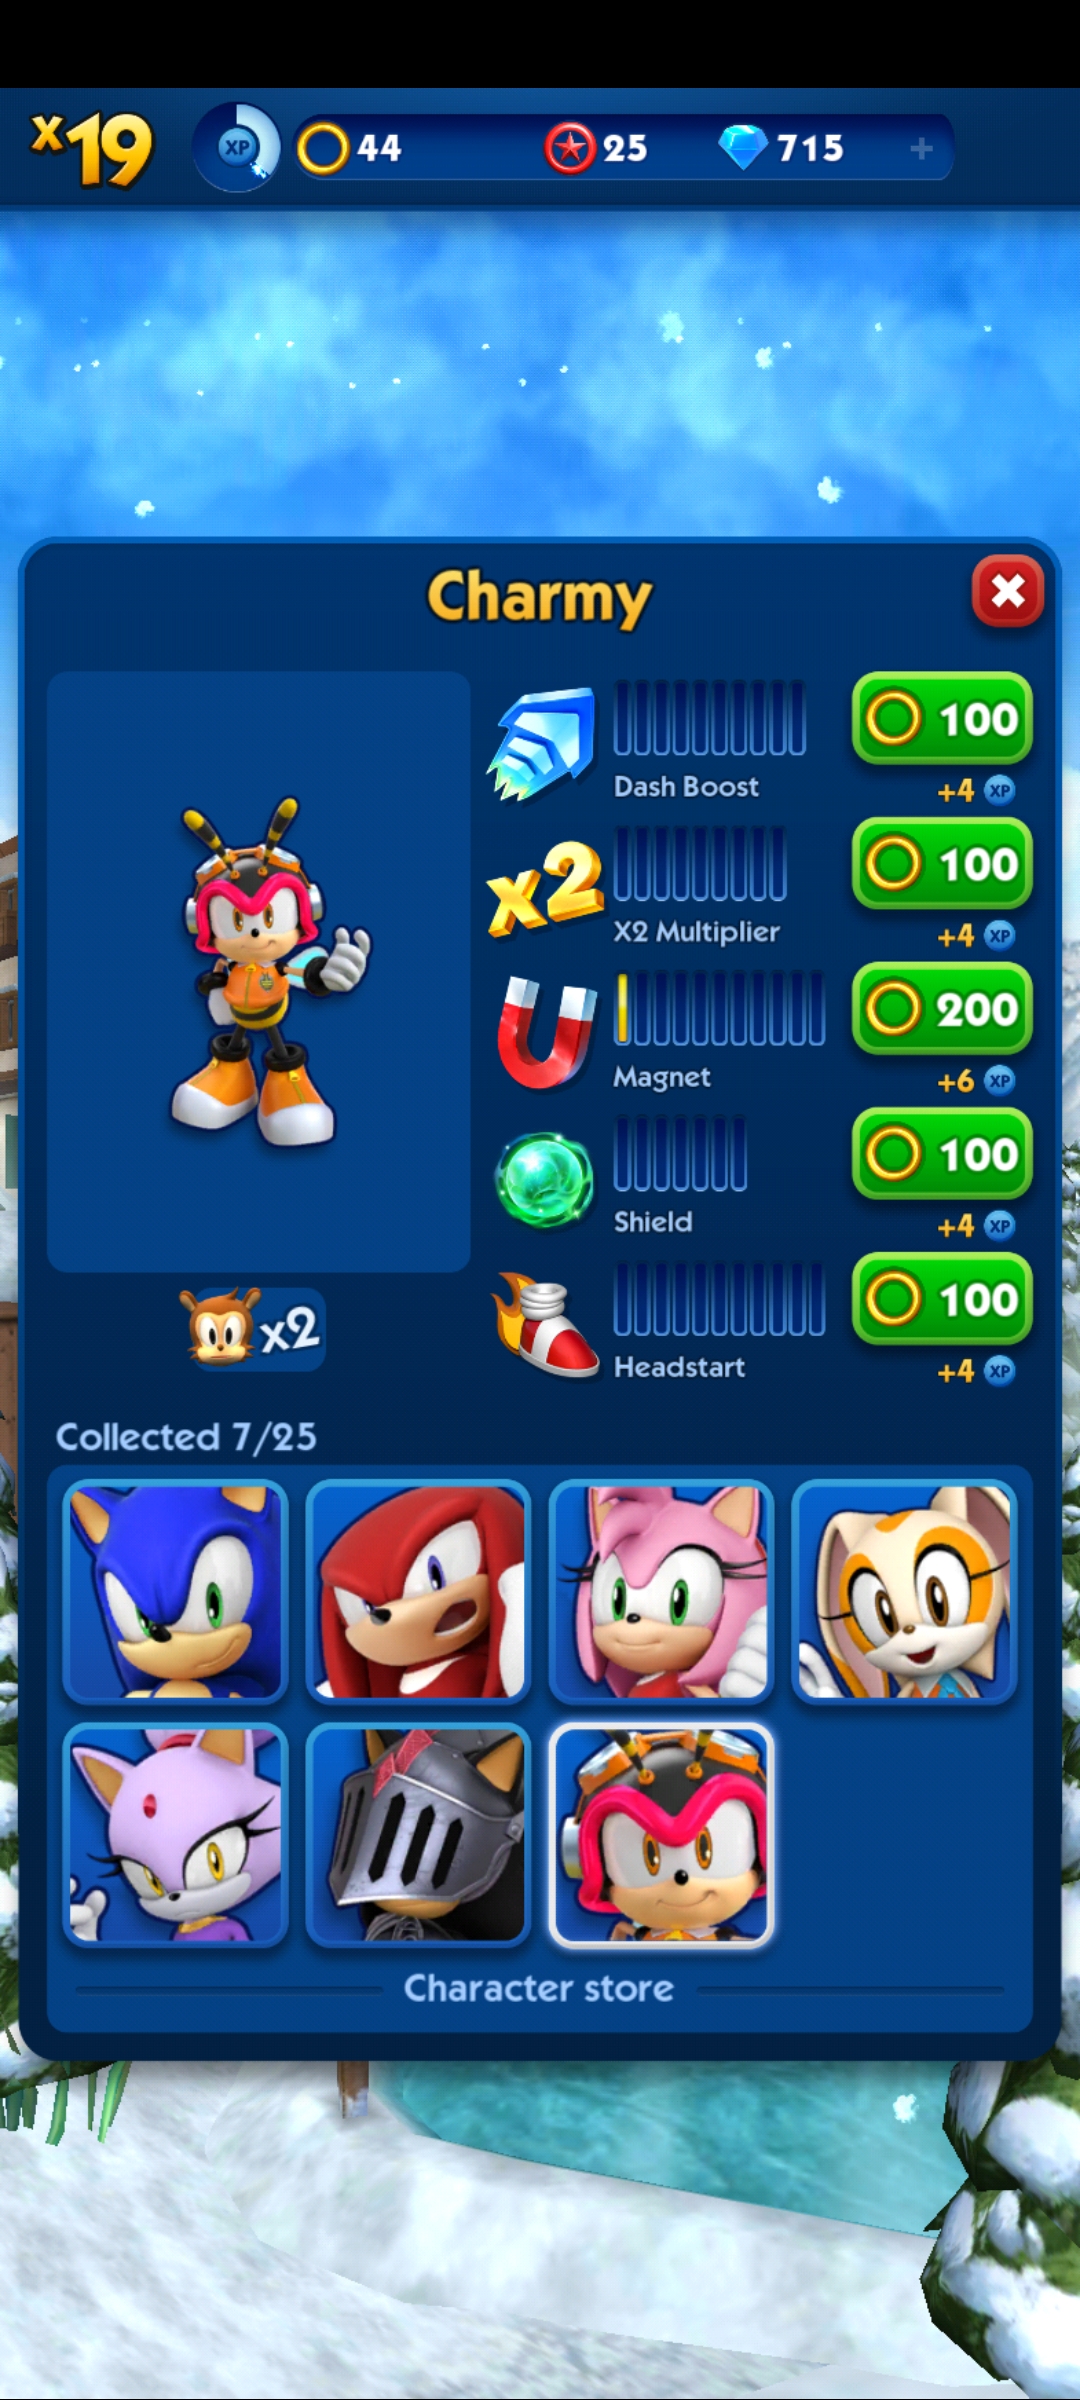 x19 XP 44 25 715 +
Charmy
100
Dash Boost
+4 XP
x2
100
X2 Multiplier
+4 XP
200
Magnet
+6 XP
100
Shield
+4 XP
x2
100
Headstart
+4 XP
Collected 7/25
Character store